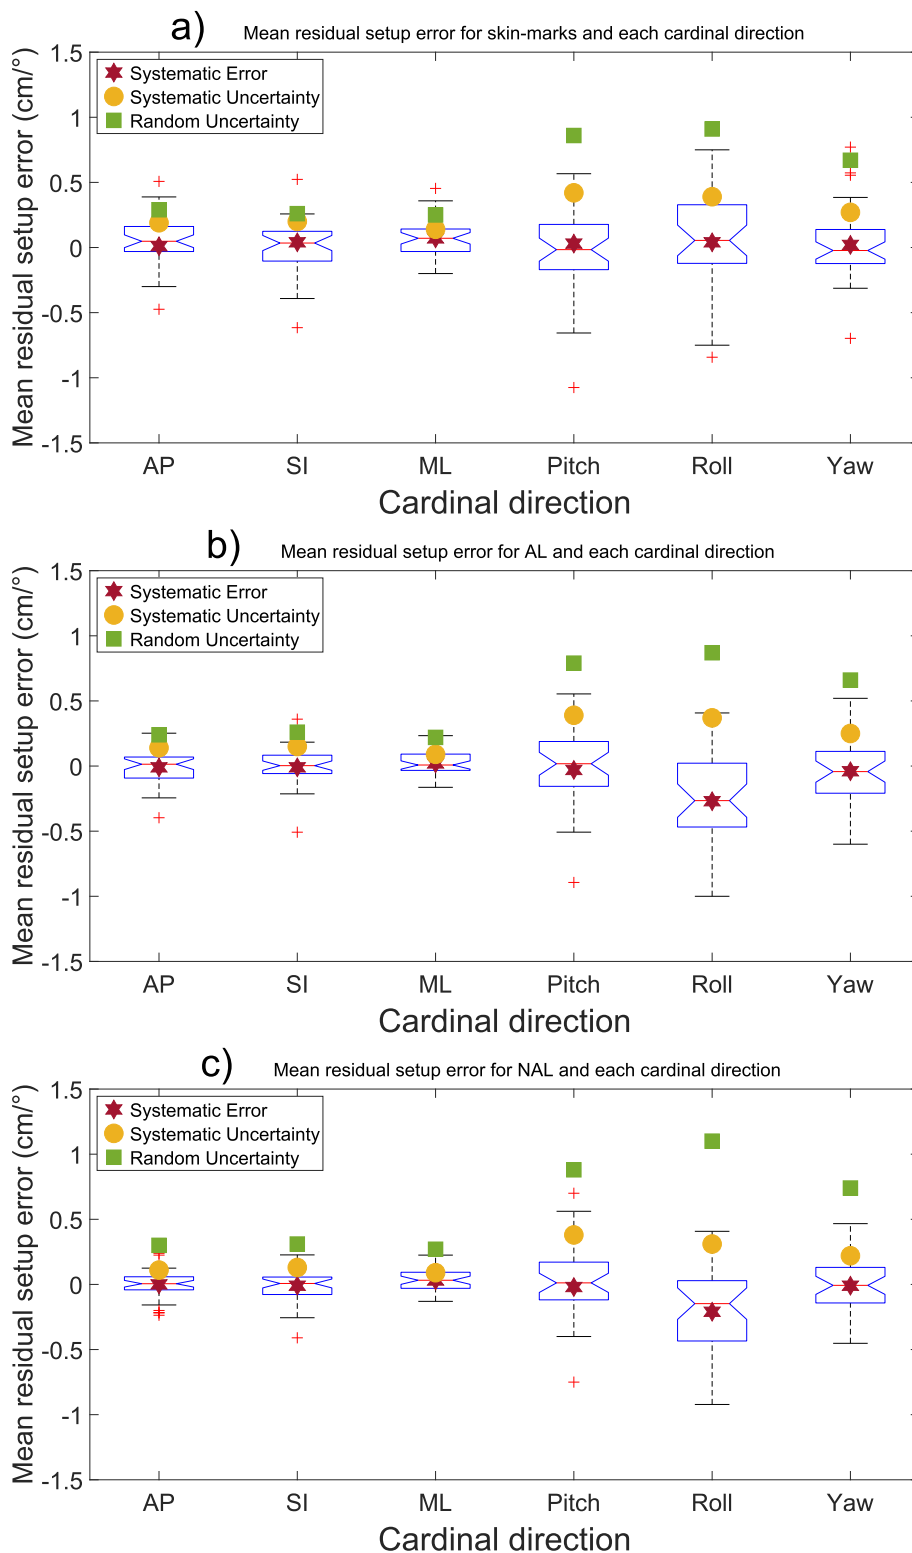 a) Mean residual setup error for skin-marks and each cardinal direction
Mean residual setup error (cm/°)
1.5
1
0.5
0
-0.5
-1
-1.5
Systematic Error
Systematic Uncertainty
Random Uncertainty
AP SI ML Pitch Roll Yaw
Cardinal direction
b) Mean residual setup error for AL and each cardinal direction
Mean residual setup error (cm/°)
1.5
1
0.5
0
-0.5
-1
-1.5
Systematic Error
Systematic Uncertainty
Random Uncertainty
AP SI ML Pitch Roll Yaw
Cardinal direction
c) Mean residual setup error for NAL and each cardinal direction
Mean residual setup error (cm/°)
1.5
1
0.5
0
-0.5
-1
-1.5
Systematic Error
Systematic Uncertainty
Random Uncertainty
AP SI ML Pitch Roll Yaw
Cardinal direction